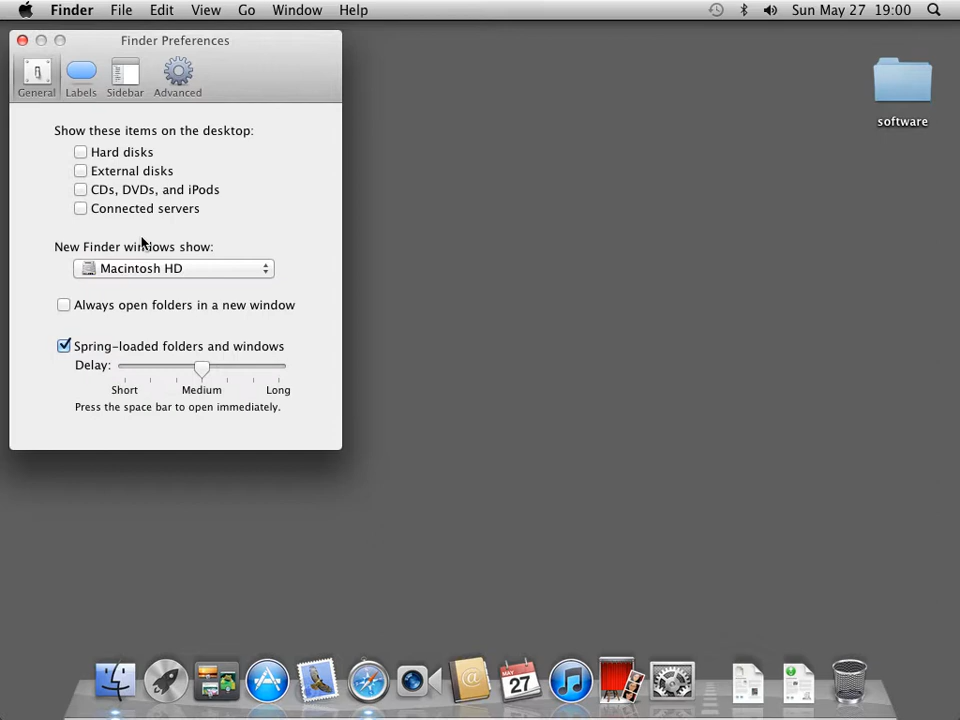 Finder File Edit View Go Window Help Sun May 27 19:00
Finder Preferences
General Labels Sidebar Advanced
software
Show these items on the desktop:
Hard disks
External disks
CDs, DVDs, and iPods
Connected servers
New Finder windows show:
Macintosh HD
Always open folders in a new window
Spring-loaded folders and windows
Delay:
Short Medium Long
Press the space bar to open immediately.
MAY
27